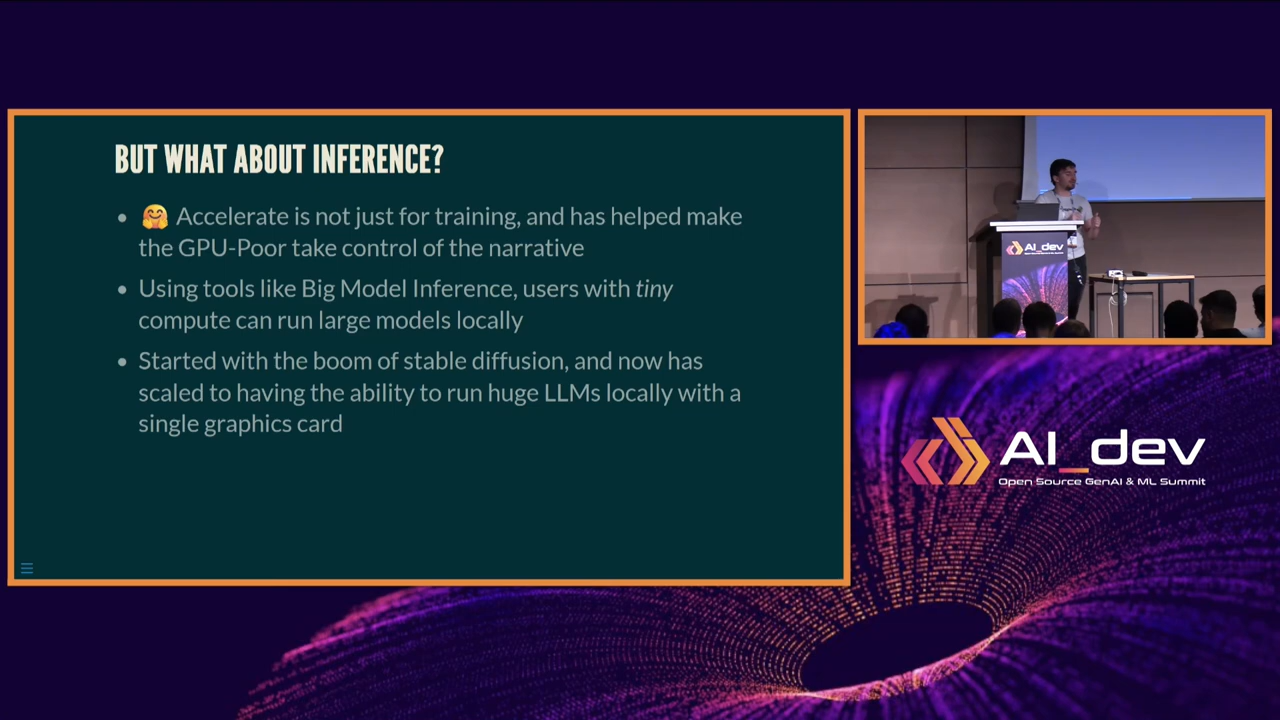 BUT WHAT ABOUT INFERENCE?
• 🤗 Accelerate is not just for training, and has helped make
the GPU-Poor take control of the narrative
• Using tools like Big Model Inference, users with tiny
compute can run large models locally
• Started with the boom of stable diffusion, and now has
scaled to having the ability to run huge LLMs locally with a
single graphics card
AI_dev
AI_dev
Open Source GenAI & ML Summit